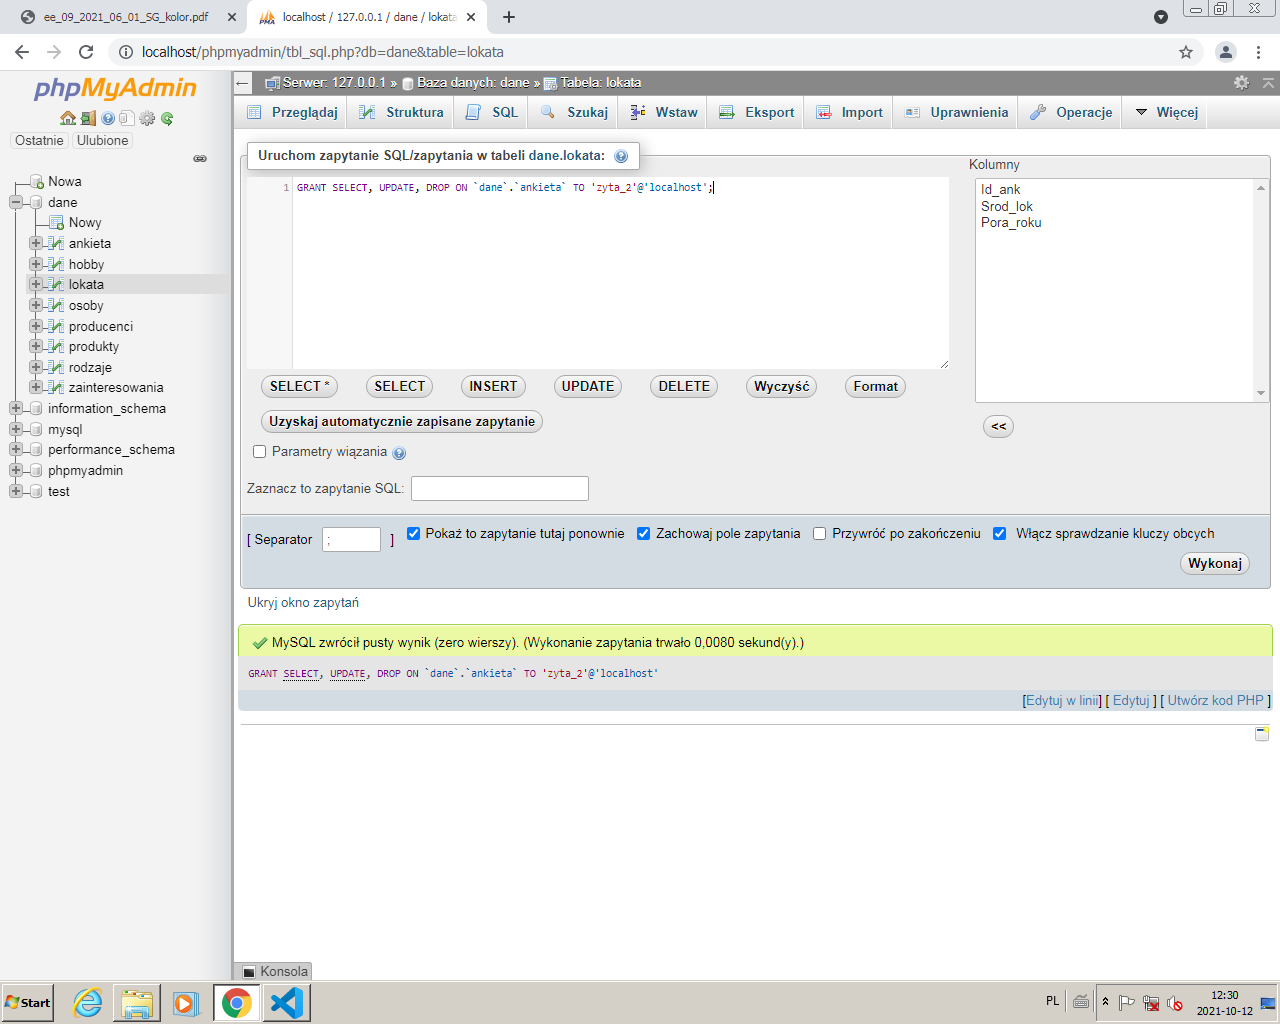 ee_09_2021_06_01_SG_kolor.pdf
localhost / 127.0.0.1 / dane / lokata
localhost/phpmyadmin/tbl_sql.php?db=dane&table=lokata
phpMyAdmin
Ostatnie Ulubione
Nowa
dane
Nowy
ankieta
hobby
lokata
osoby
producenci
produkty
rodzaje
zainteresowania
information_schema
mysql
performance_schema
phpmyadmin
test
Serwer: 127.0.0.1 » Baza danych: dane » Tabela: lokata
Przeglądaj Struktura SQL Szukaj Wstaw Eksport Import Uprawnienia Operacje Więcej
Uruchom zapytanie SQL/zapytania w tabeli dane.lokata:
1 GRANT SELECT, UPDATE, DROP ON `dane`.`ankieta` TO 'zyta_2'@'localhost';
Kolumny
Id_ank
Srod_lok
Pora_roku
SELECT * SELECT INSERT UPDATE DELETE Wyczyść Format
Uzyskaj automatycznie zapisane zapytanie
<<
Parametry wiązania
Zaznacz to zapytanie SQL:
[ Separator ; ] Pokaż to zapytanie tutaj ponownie Zachowaj pole zapytania Przywróć po zakończeniu Włącz sprawdzanie kluczy obcych
Wykonaj
Ukryj okno zapytań
MySQL zwrócił pusty wynik (zero wierszy). (Wykonanie zapytania trwało 0,0080 sekund(y).)
GRANT SELECT, UPDATE, DROP ON `dane`.`ankieta` TO 'zyta_2'@'localhost'
[Edytuj w linii] [ Edytuj ] [ Utwórz kod PHP ]
Konsola
Start
PL
12:30
2021-10-12